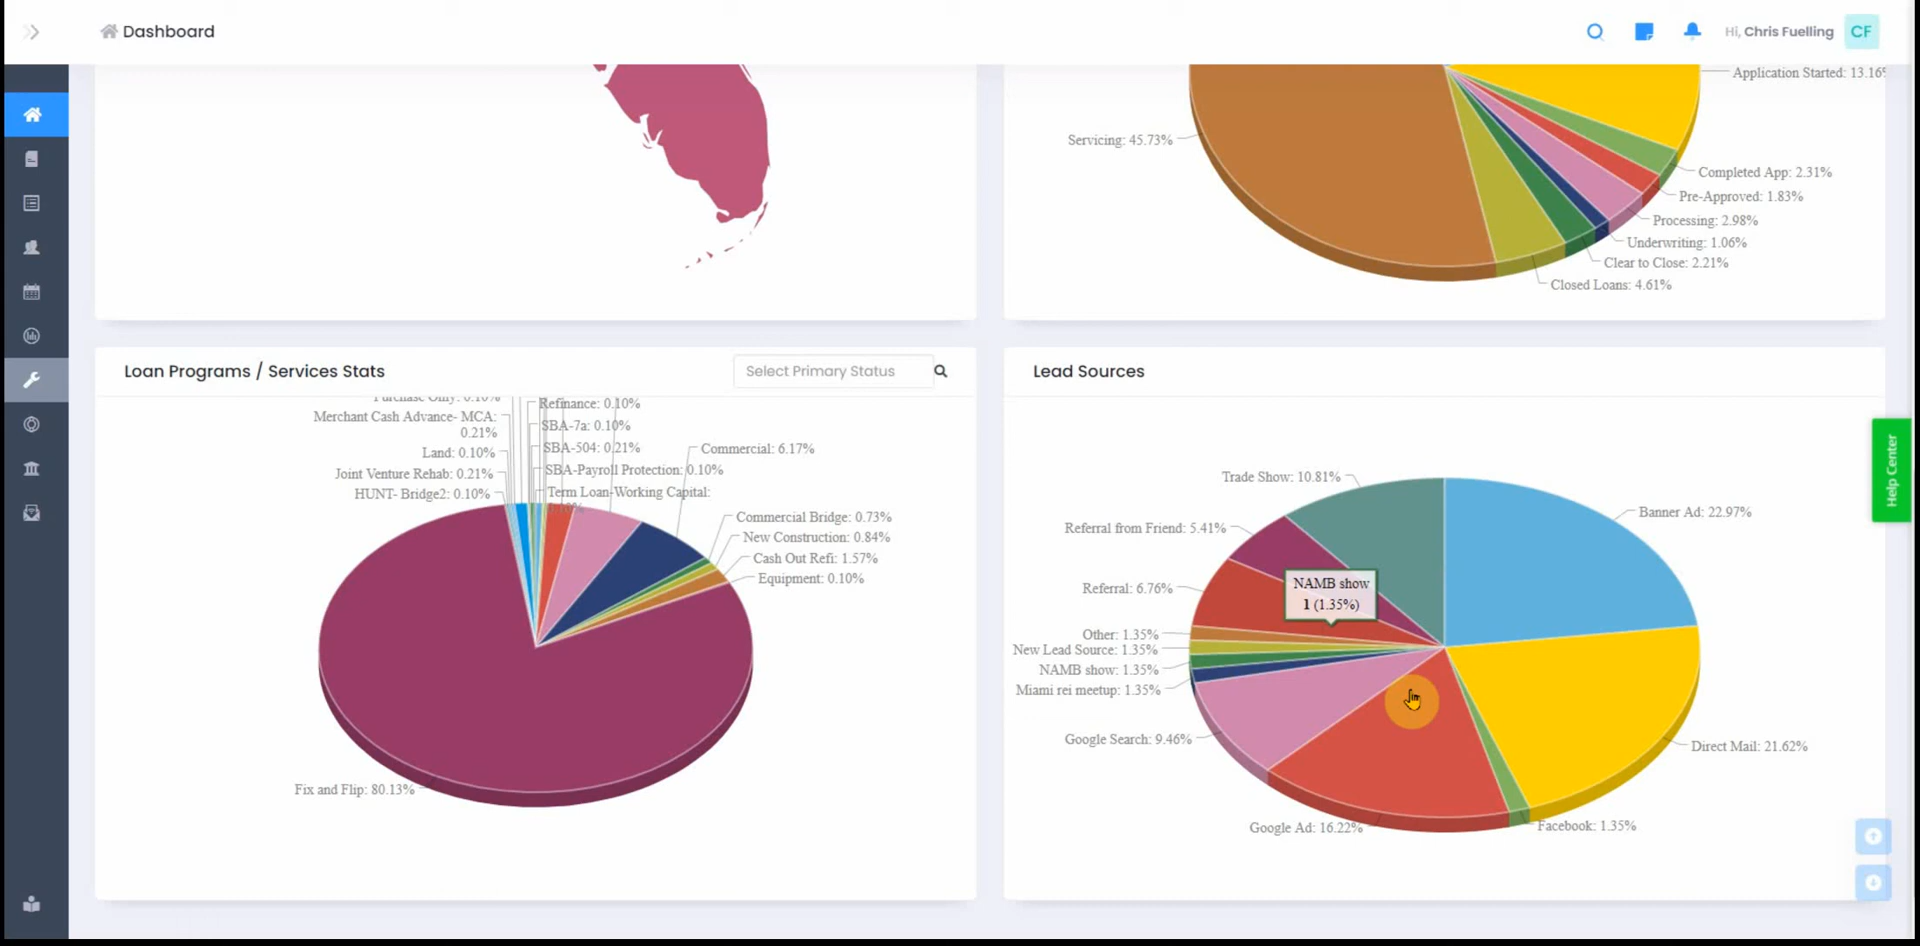 Dashboard
Hi, Chris Fuelling
CF
Application Started: 13.16%
Servicing: 45.73%
Completed App: 2.31%
Pre-Approved: 1.83%
Processing: 2.98%
Underwriting: 1.06%
Clear to Close: 2.21%
Closed Loans: 4.61%
Loan Programs / Services Stats
Select Primary Status
Purchase Only: 0.10%
Merchant Cash Advance- MCA:
0.21%
Land: 0.10%
Joint Venture Rehab: 0.21%
HUNT- Bridge2: 0.10%
Refinance: 0.10%
SBA-7a: 0.10%
SBA-504: 0.21%
SBA-Payroll Protection: 0.10%
Term Loan-Working Capital:
Commercial: 6.17%
Commercial Bridge: 0.73%
New Construction: 0.84%
Cash Out Refi: 1.57%
Equipment: 0.10%
Fix and Flip: 80.13%
Lead Sources
Trade Show: 10.81%
Banner Ad: 22.97%
Referral from Friend: 5.41%
NAMB show
1 (1.35%)
Referral: 6.76%
Other: 1.35%
New Lead Source: 1.35%
NAMB show: 1.35%
Miami rei meetup: 1.35%
Google Search: 9.46%
Direct Mail: 21.62%
Google Ad: 16.22%
Facebook: 1.35%
Help Center